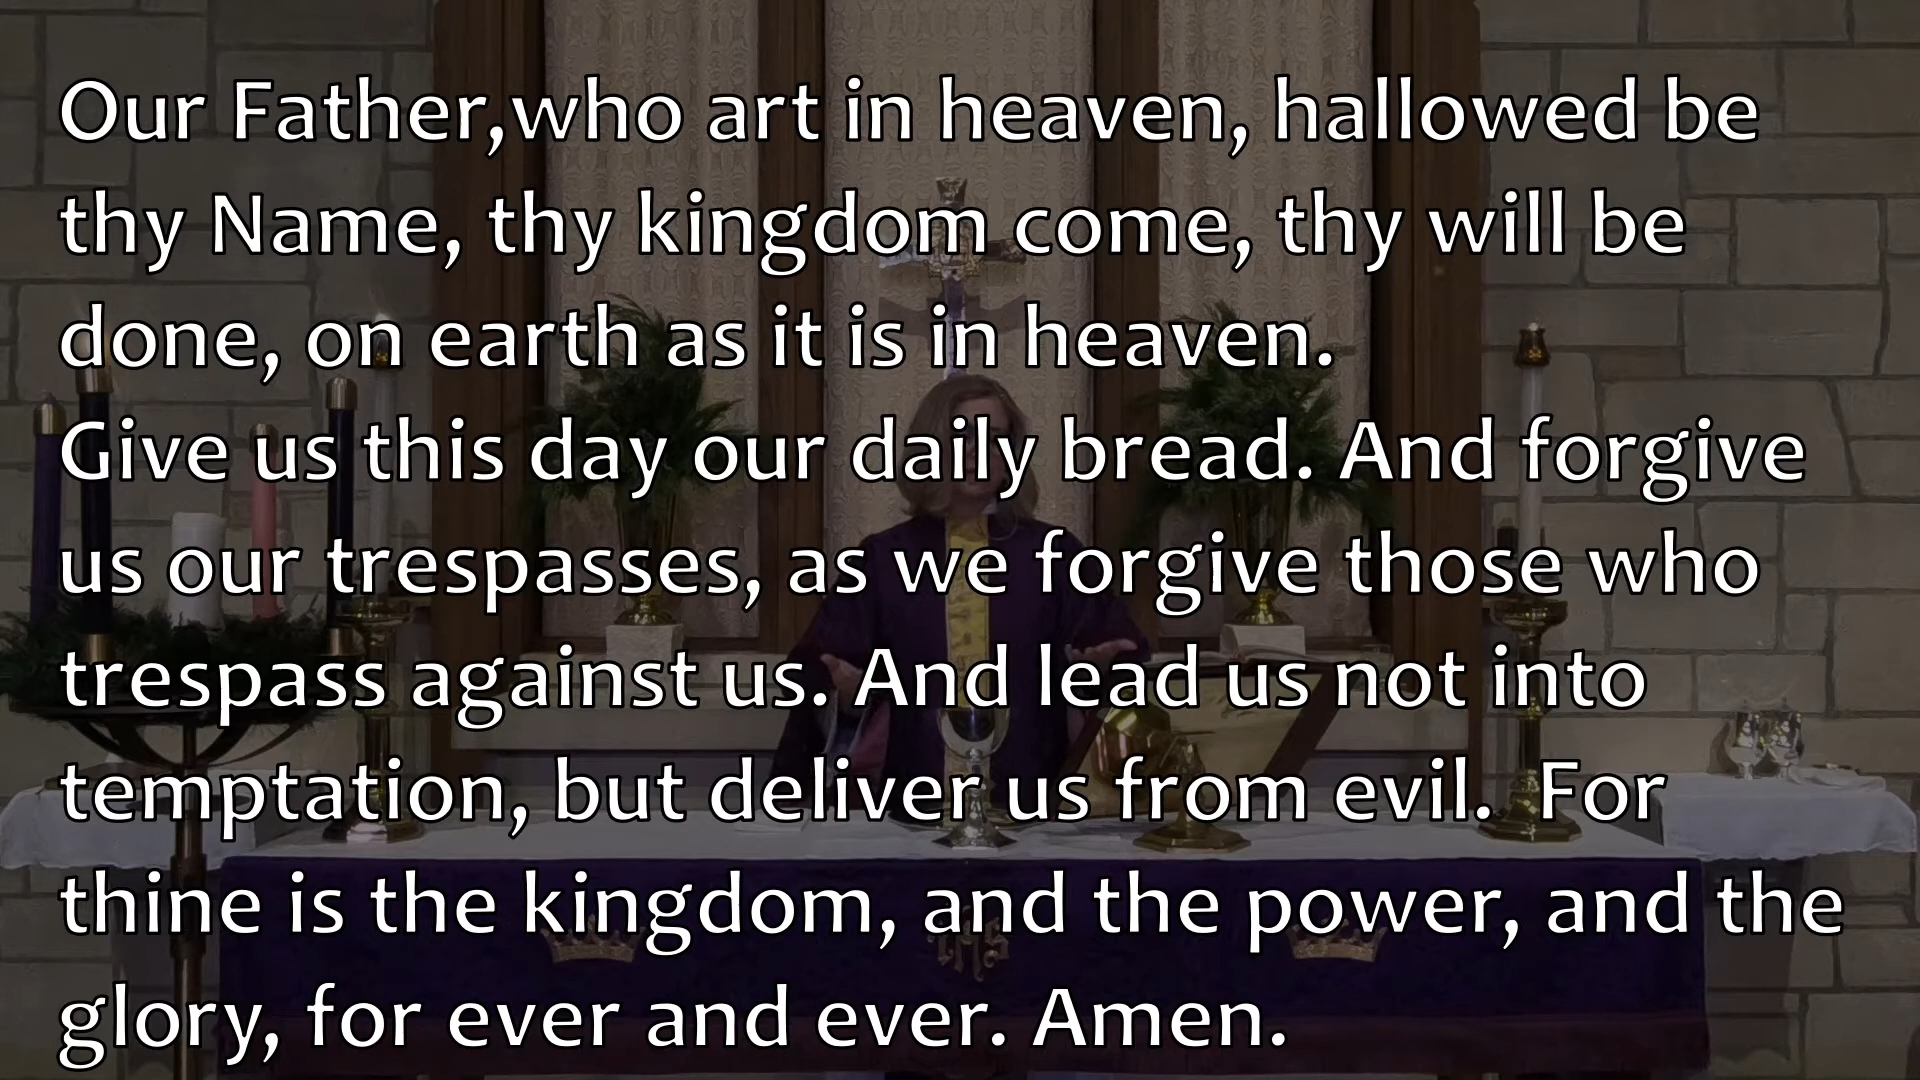 Our Father,who art in heaven, hallowed be
thy Name, thy kingdom come, thy will be
done, on earth as it is in heaven.
Give us this day our daily bread. And forgive
us our trespasses, as we forgive those who
trespass against us. And lead us not into
temptation, but deliver us from evil.  For
thine is the kingdom, and the power, and the
glory, for ever and ever. Amen.
IHS